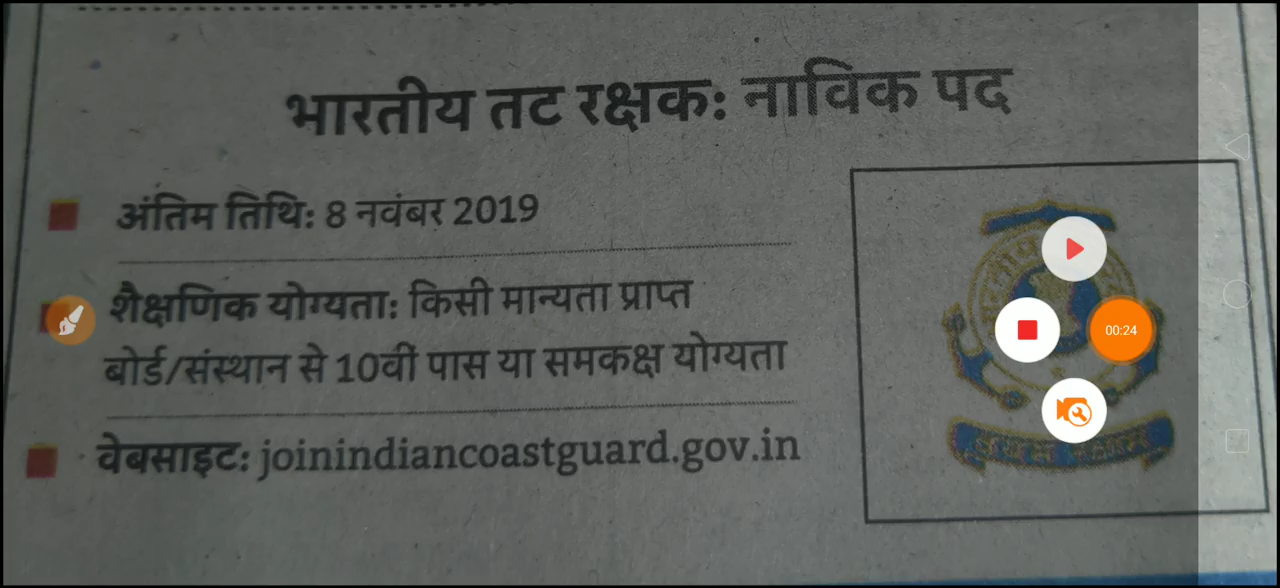 भारतीय तट रक्षक: नाविक पद
अंतिम तिथि: 8 नवंबर 2019
शैक्षणिक योग्यता: किसी मान्यता प्राप्त
बोर्ड/संस्थान से 10वीं पास या समकक्ष योग्यता
वेबसाइट: joinindiancoastguard.gov.in
00:24